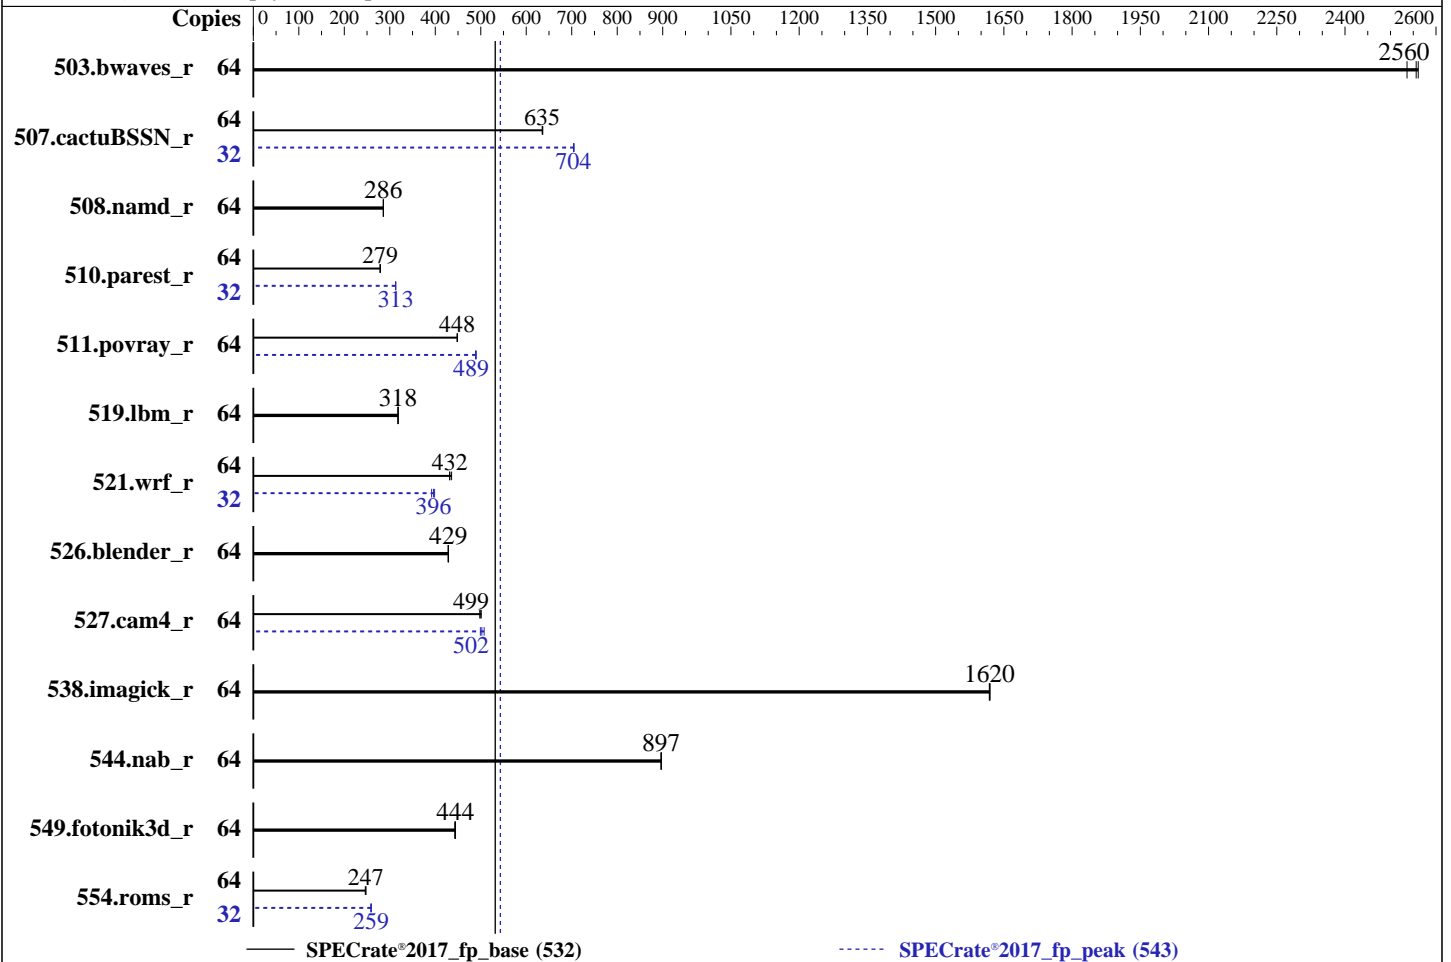 Copies 0 100 200 300 400 500 600 700 800 900 1050 1200 1350 1500 1650 1800 1950 2100 2250 2400 2600
503.bwaves_r 64 2560
507.cactuBSSN_r 64 635
32 704
508.namd_r 64 286
510.parest_r 64 279
32 313
511.povray_r 64 448
489
519.lbm_r 64 318
521.wrf_r 64 432
32 396
526.blender_r 64 429
527.cam4_r 64 499
502
538.imagick_r 64 1620
544.nab_r 64 897
549.fotonik3d_r 64 444
554.roms_r 64 247
32 259
SPECrate®2017_fp_base (532) SPECrate®2017_fp_peak (543)